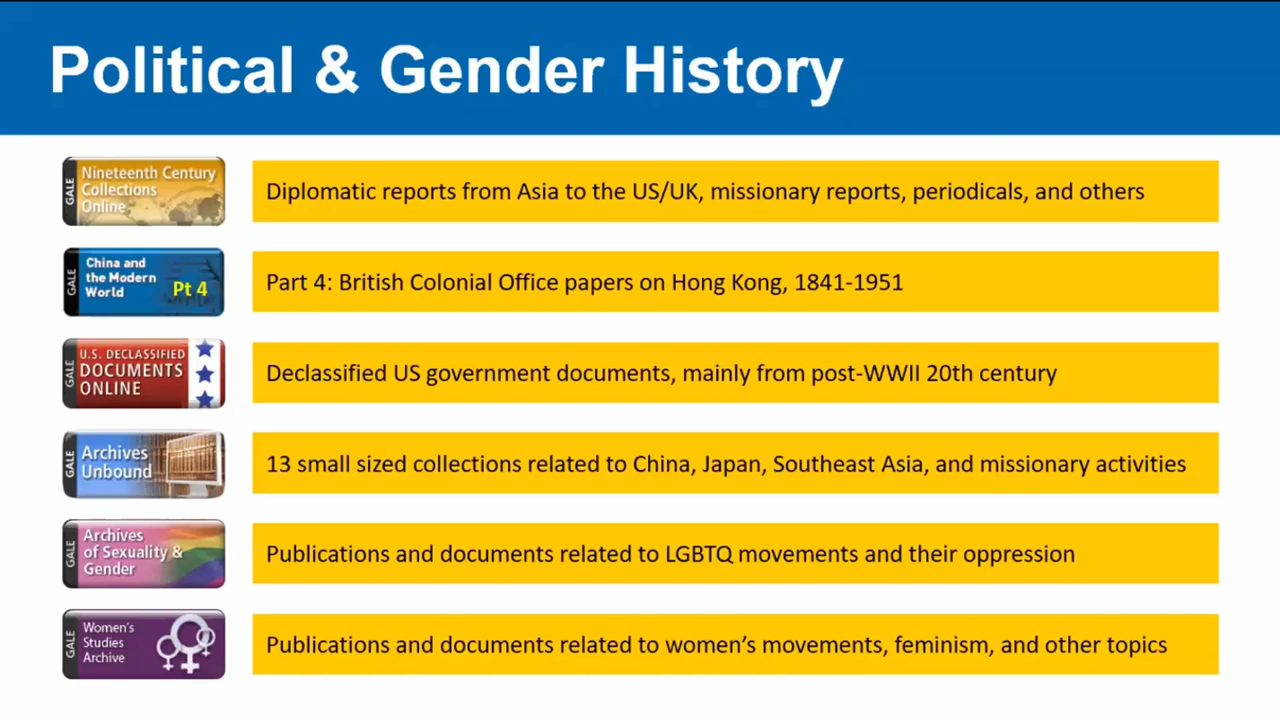 Political & Gender History
GALE
Nineteenth Century
Collections
Online
Diplomatic reports from Asia to the US/UK, missionary reports, periodicals, and others
GALE
China and
the Modern
World
Pt 4
Part 4: British Colonial Office papers on Hong Kong, 1841-1951
GALE
U.S. DECLASSIFIED
DOCUMENTS
ONLINE
Declassified US government documents, mainly from post-WWII 20th century
GALE
Archives
Unbound
13 small sized collections related to China, Japan, Southeast Asia, and missionary activities
GALE
Archives
of Sexuality &
Gender
Publications and documents related to LGBTQ movements and their oppression
GALE
Women's
Studies
Archive
Publications and documents related to women’s movements, feminism, and other topics